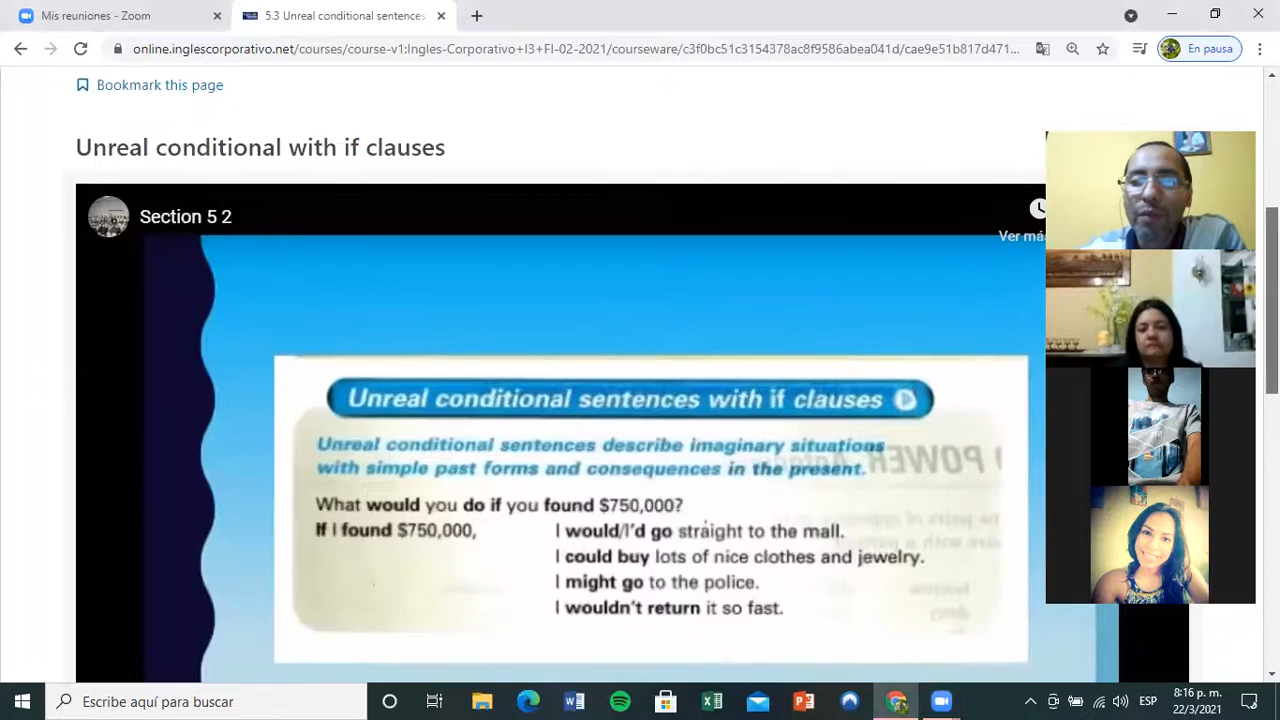 Mis reuniones - Zoom
5.3 Unreal conditional sentences
online.inglescorporativo.net/courses/course-v1:Ingles-Corporativo+I3+FI-02-2021/courseware/c3f0bc51c3154378ac8f9586abea041d/cae9e51b817d471...
En pausa
Bookmark this page
Unreal conditional with if clauses
Section 5 2
Ver más
Unreal conditional sentences with if clauses
Unreal conditional sentences describe imaginary situations
with simple past forms and consequences in the present.
What would you do if you found $750,000?
If I found $750,000, I would/I'd go straight to the mall.
I could buy lots of nice clothes and jewelry.
I might go to the police.
I wouldn't return it so fast.
Escribe aquí para buscar
ESP
8:16 p. m.
22/3/2021